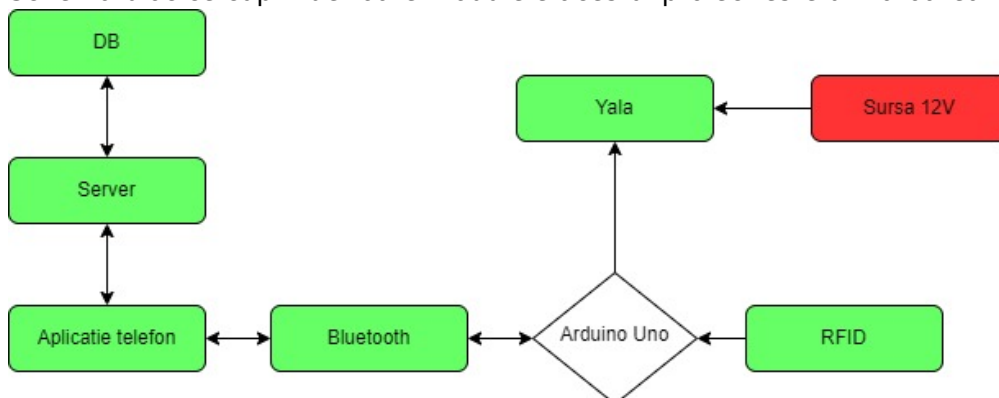 DB
Yala
Sursa 12V
Server
Aplicatie telefon
Bluetooth
Arduino Uno
RFID